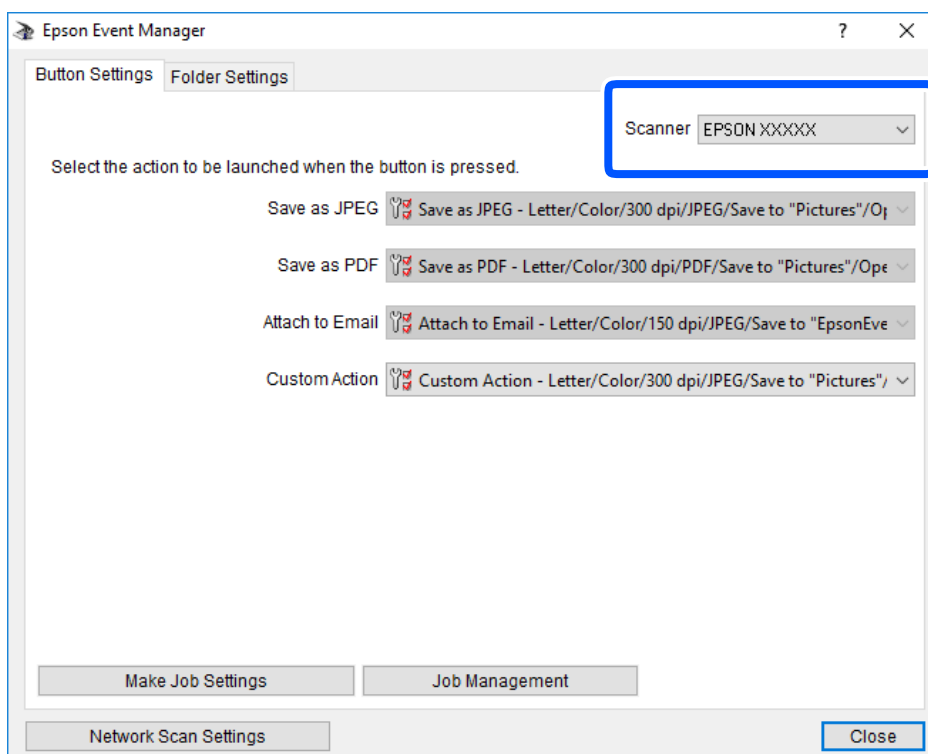 Epson Event Manager
Button Settings Folder Settings
Scanner EPSON XXXXX
Select the action to be launched when the button is pressed.
Save as JPEG Save as JPEG - Letter/Color/300 dpi/JPEG/Save to "Pictures"/Op
Save as PDF Save as PDF - Letter/Color/300 dpi/PDF/Save to "Pictures"/Ope
Attach to Email Attach to Email - Letter/Color/150 dpi/JPEG/Save to "EpsonEve
Custom Action Custom Action - Letter/Color/300 dpi/JPEG/Save to "Pictures"/
Make Job Settings Job Management
Network Scan Settings Close